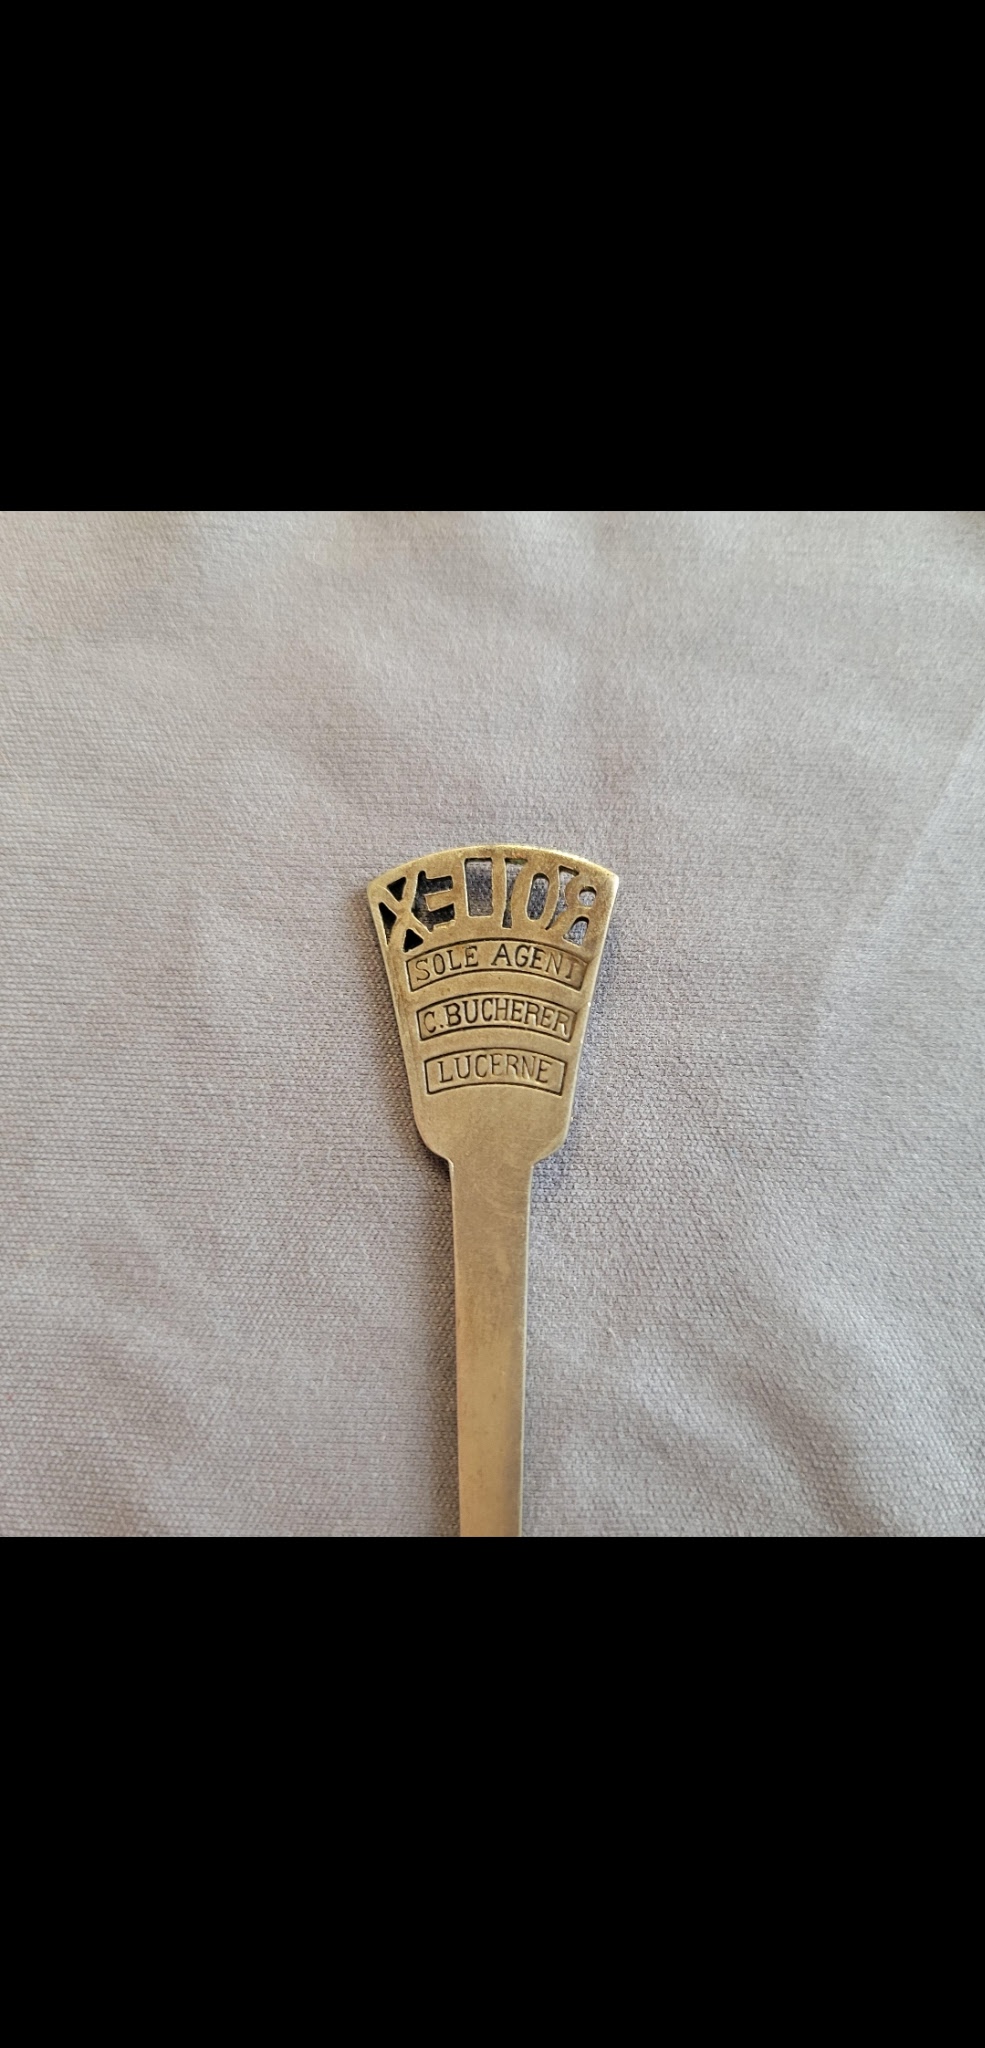 ROLEX
SOLE AGENT
C.BUCHERER
LUCERNE